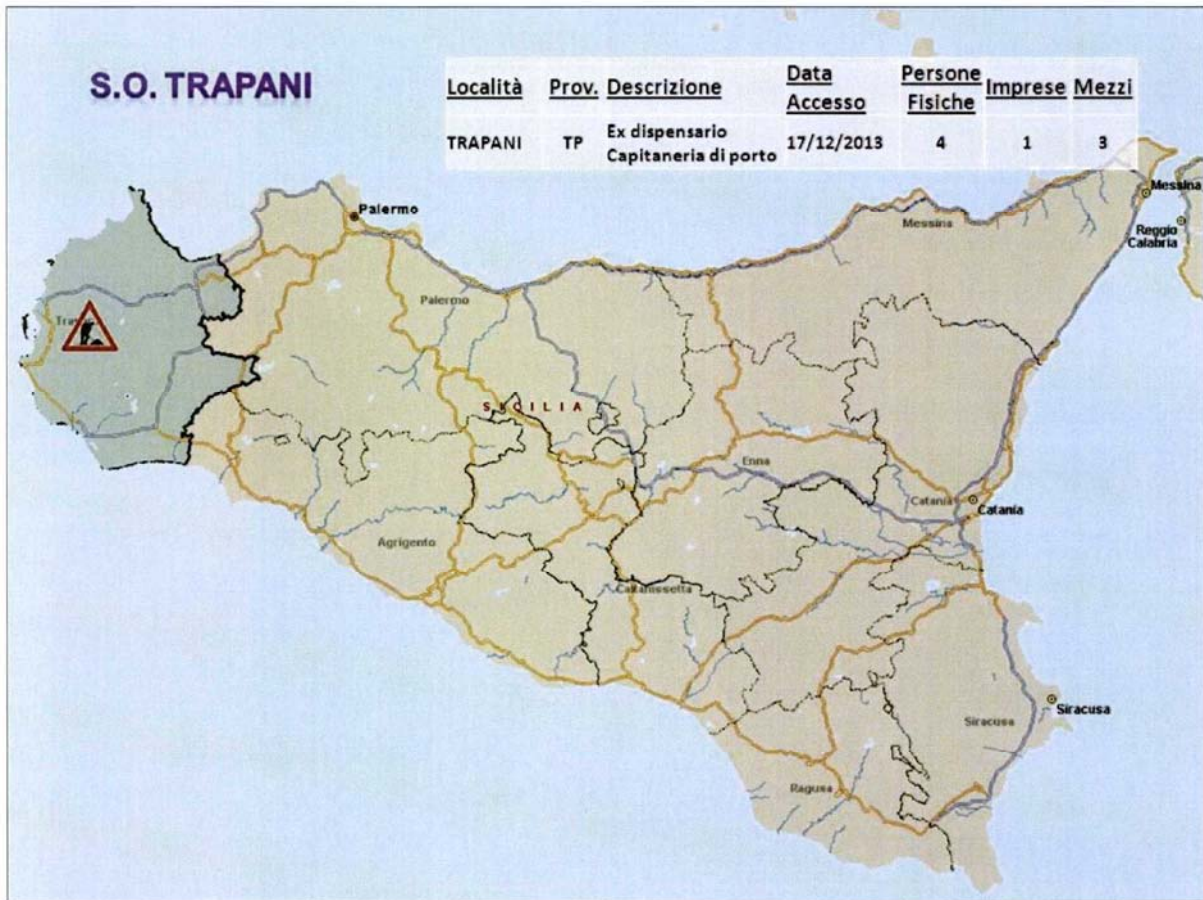 S.O. TRAPANI
Località Prov. Descrizione Data Accesso Persone Fisiche Imprese Mezzi
TRAPANI TP Ex dispensario Capitaneria di porto 17/12/2013 4 1 3
Messina
Palermo
Messina
Reggio Calabria
Palermo
SICILIA
Enna
Catania
Catania
Agrigento
Caltanissetta
Siracusa
Siracusa
Ragusa